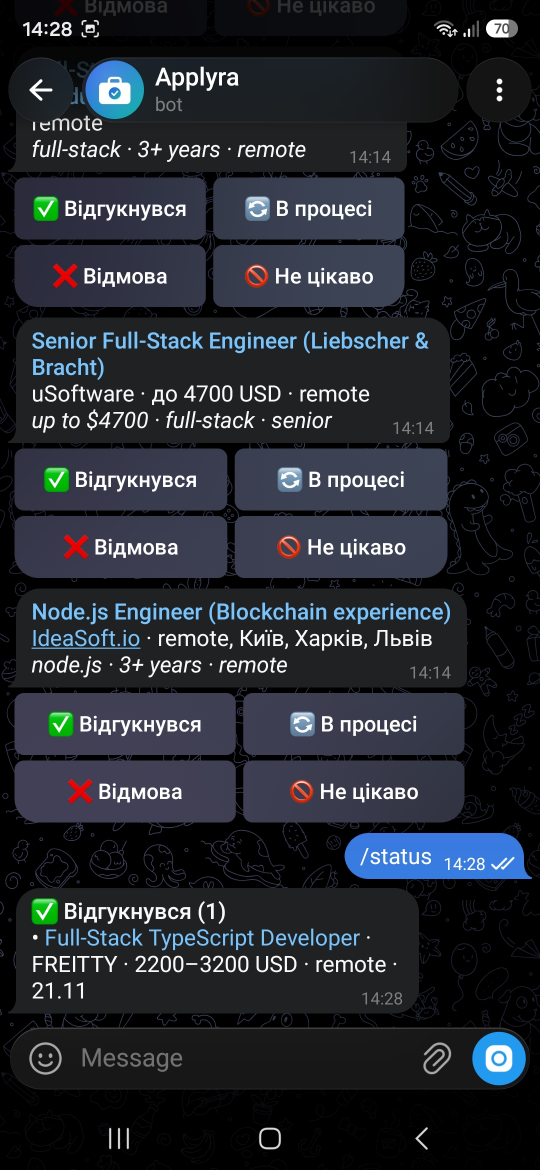 Відмова
Не цікаво
14:28
70
Applyra
bot
remote
full-stack · 3+ years · remote
14:14
✅ Відгукнувся
🔄 В процесі
❌ Відмова
🚫 Не цікаво
Senior Full-Stack Engineer (Liebscher &
Bracht)
uSoftware · до 4700 USD · remote
up to $4700 · full-stack · senior
14:14
✅ Відгукнувся
🔄 В процесі
❌ Відмова
🚫 Не цікаво
Node.js Engineer (Blockchain experience)
IdeaSoft.io · remote, Київ, Харків, Львів
node.js · 3+ years · remote
14:14
✅ Відгукнувся
🔄 В процесі
❌ Відмова
🚫 Не цікаво
/status 14:28
✅ Відгукнувся (1)
• Full-Stack TypeScript Developer ·
FREITTY · 2200–3200 USD · remote ·
21.11
14:28
Message